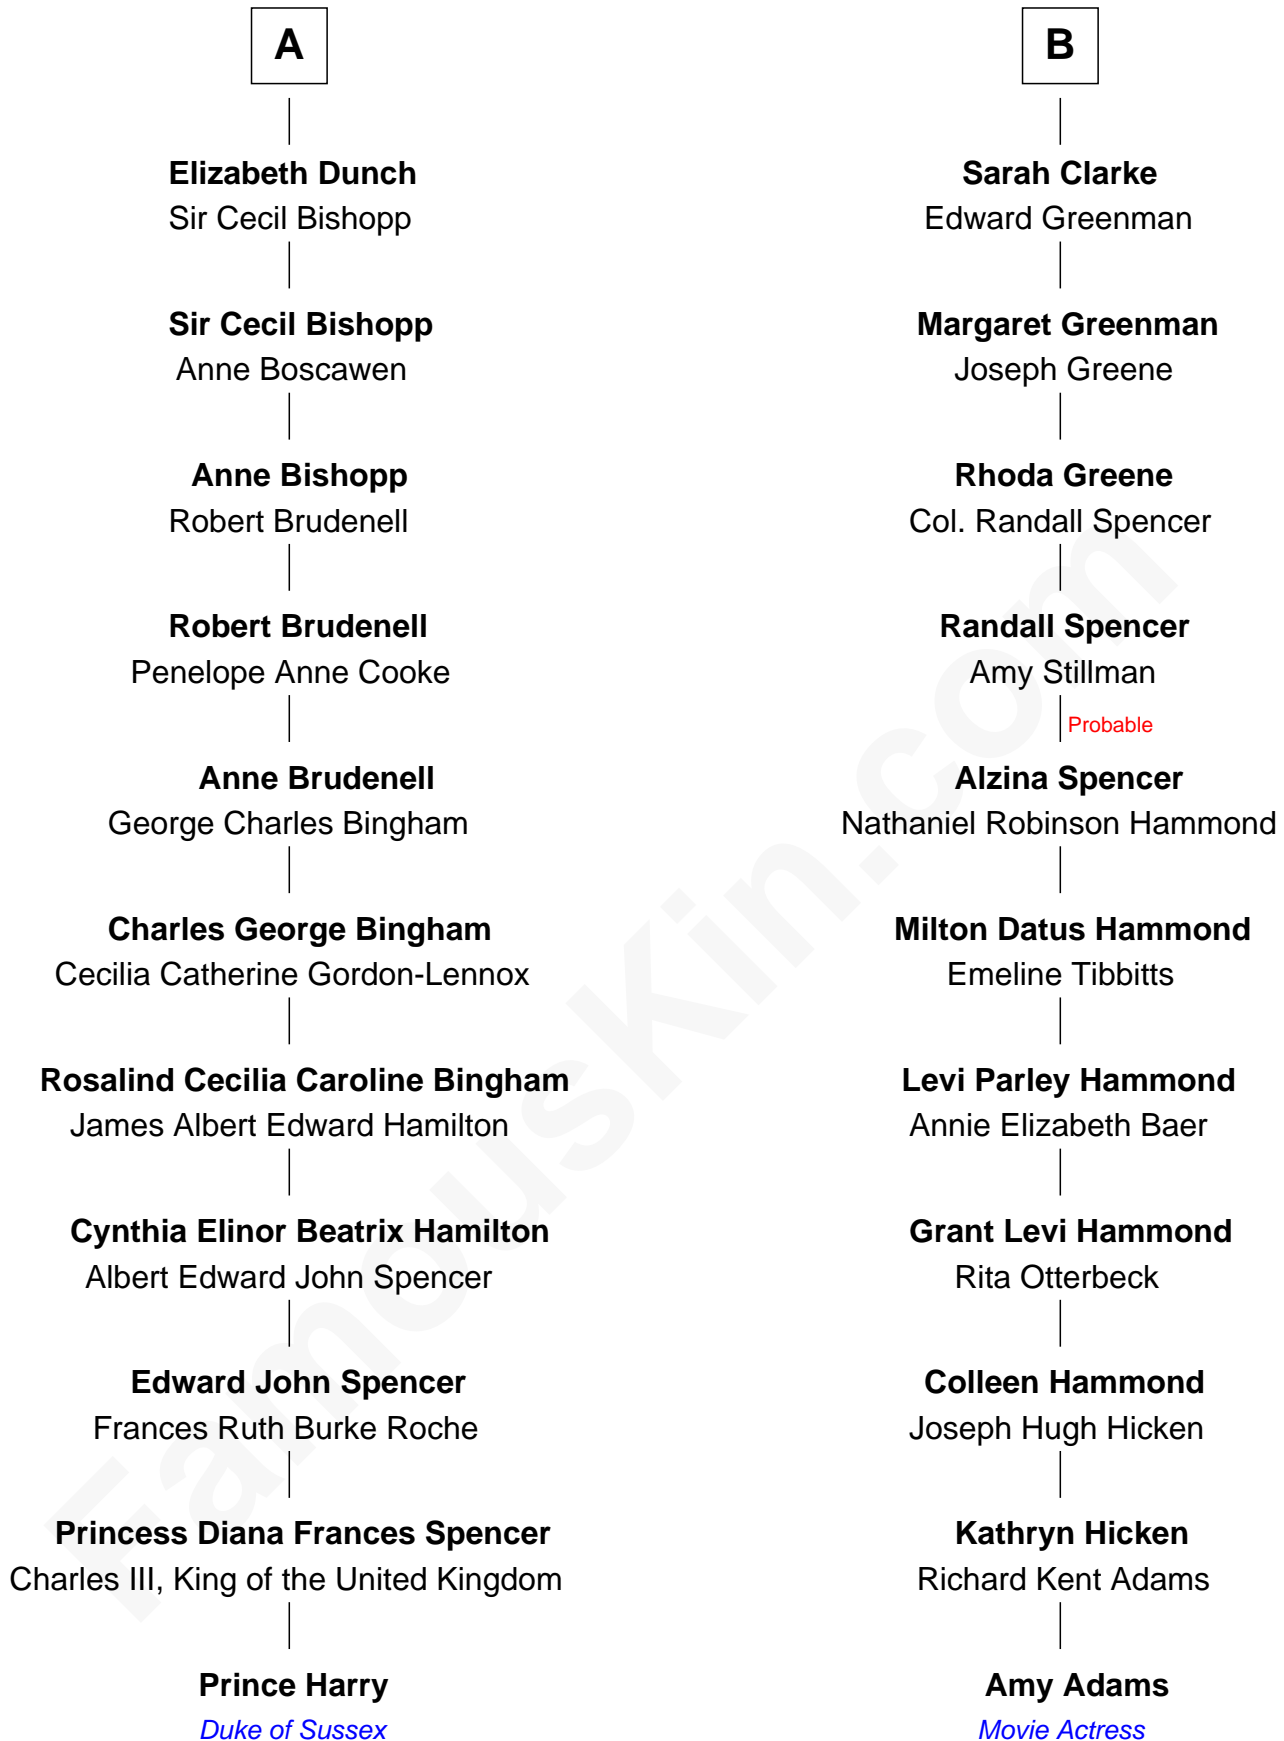 A
Elizabeth Dunch
Sir Cecil Bishopp
Sir Cecil Bishopp
Anne Boscawen
Anne Bishopp
Robert Brudenell
Robert Brudenell
Penelope Anne Cooke
Anne Brudenell
George Charles Bingham
Charles George Bingham
Cecilia Catherine Gordon-Lennox
Rosalind Cecilia Caroline Bingham
James Albert Edward Hamilton
Cynthia Elinor Beatrix Hamilton
Albert Edward John Spencer
Edward John Spencer
Frances Ruth Burke Roche
Princess Diana Frances Spencer
Charles III, King of the United Kingdom
Prince Harry
Duke of Sussex
B
Sarah Clarke
Edward Greenman
Margaret Greenman
Joseph Greene
Rhoda Greene
Col. Randall Spencer
Randall Spencer
Amy Stillman
Probable
Alzina Spencer
Nathaniel Robinson Hammond
Milton Datus Hammond
Emeline Tibbitts
Levi Parley Hammond
Annie Elizabeth Baer
Grant Levi Hammond
Rita Otterbeck
Colleen Hammond
Joseph Hugh Hicken
Kathryn Hicken
Richard Kent Adams
Amy Adams
Movie Actress
FamousKin.com